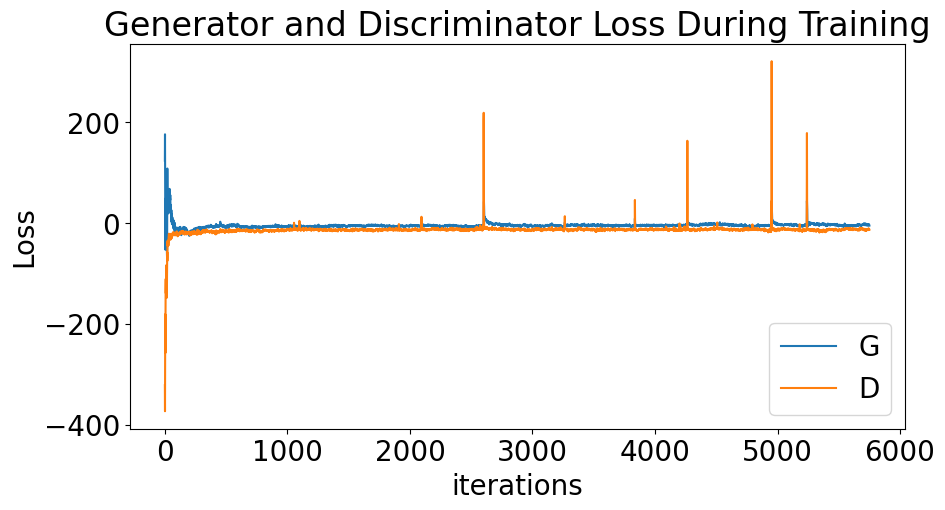 Generator and Discriminator Loss During Training
Loss
200
0
−200
−400
G
D
0 1000 2000 3000 4000 5000 6000
iterations